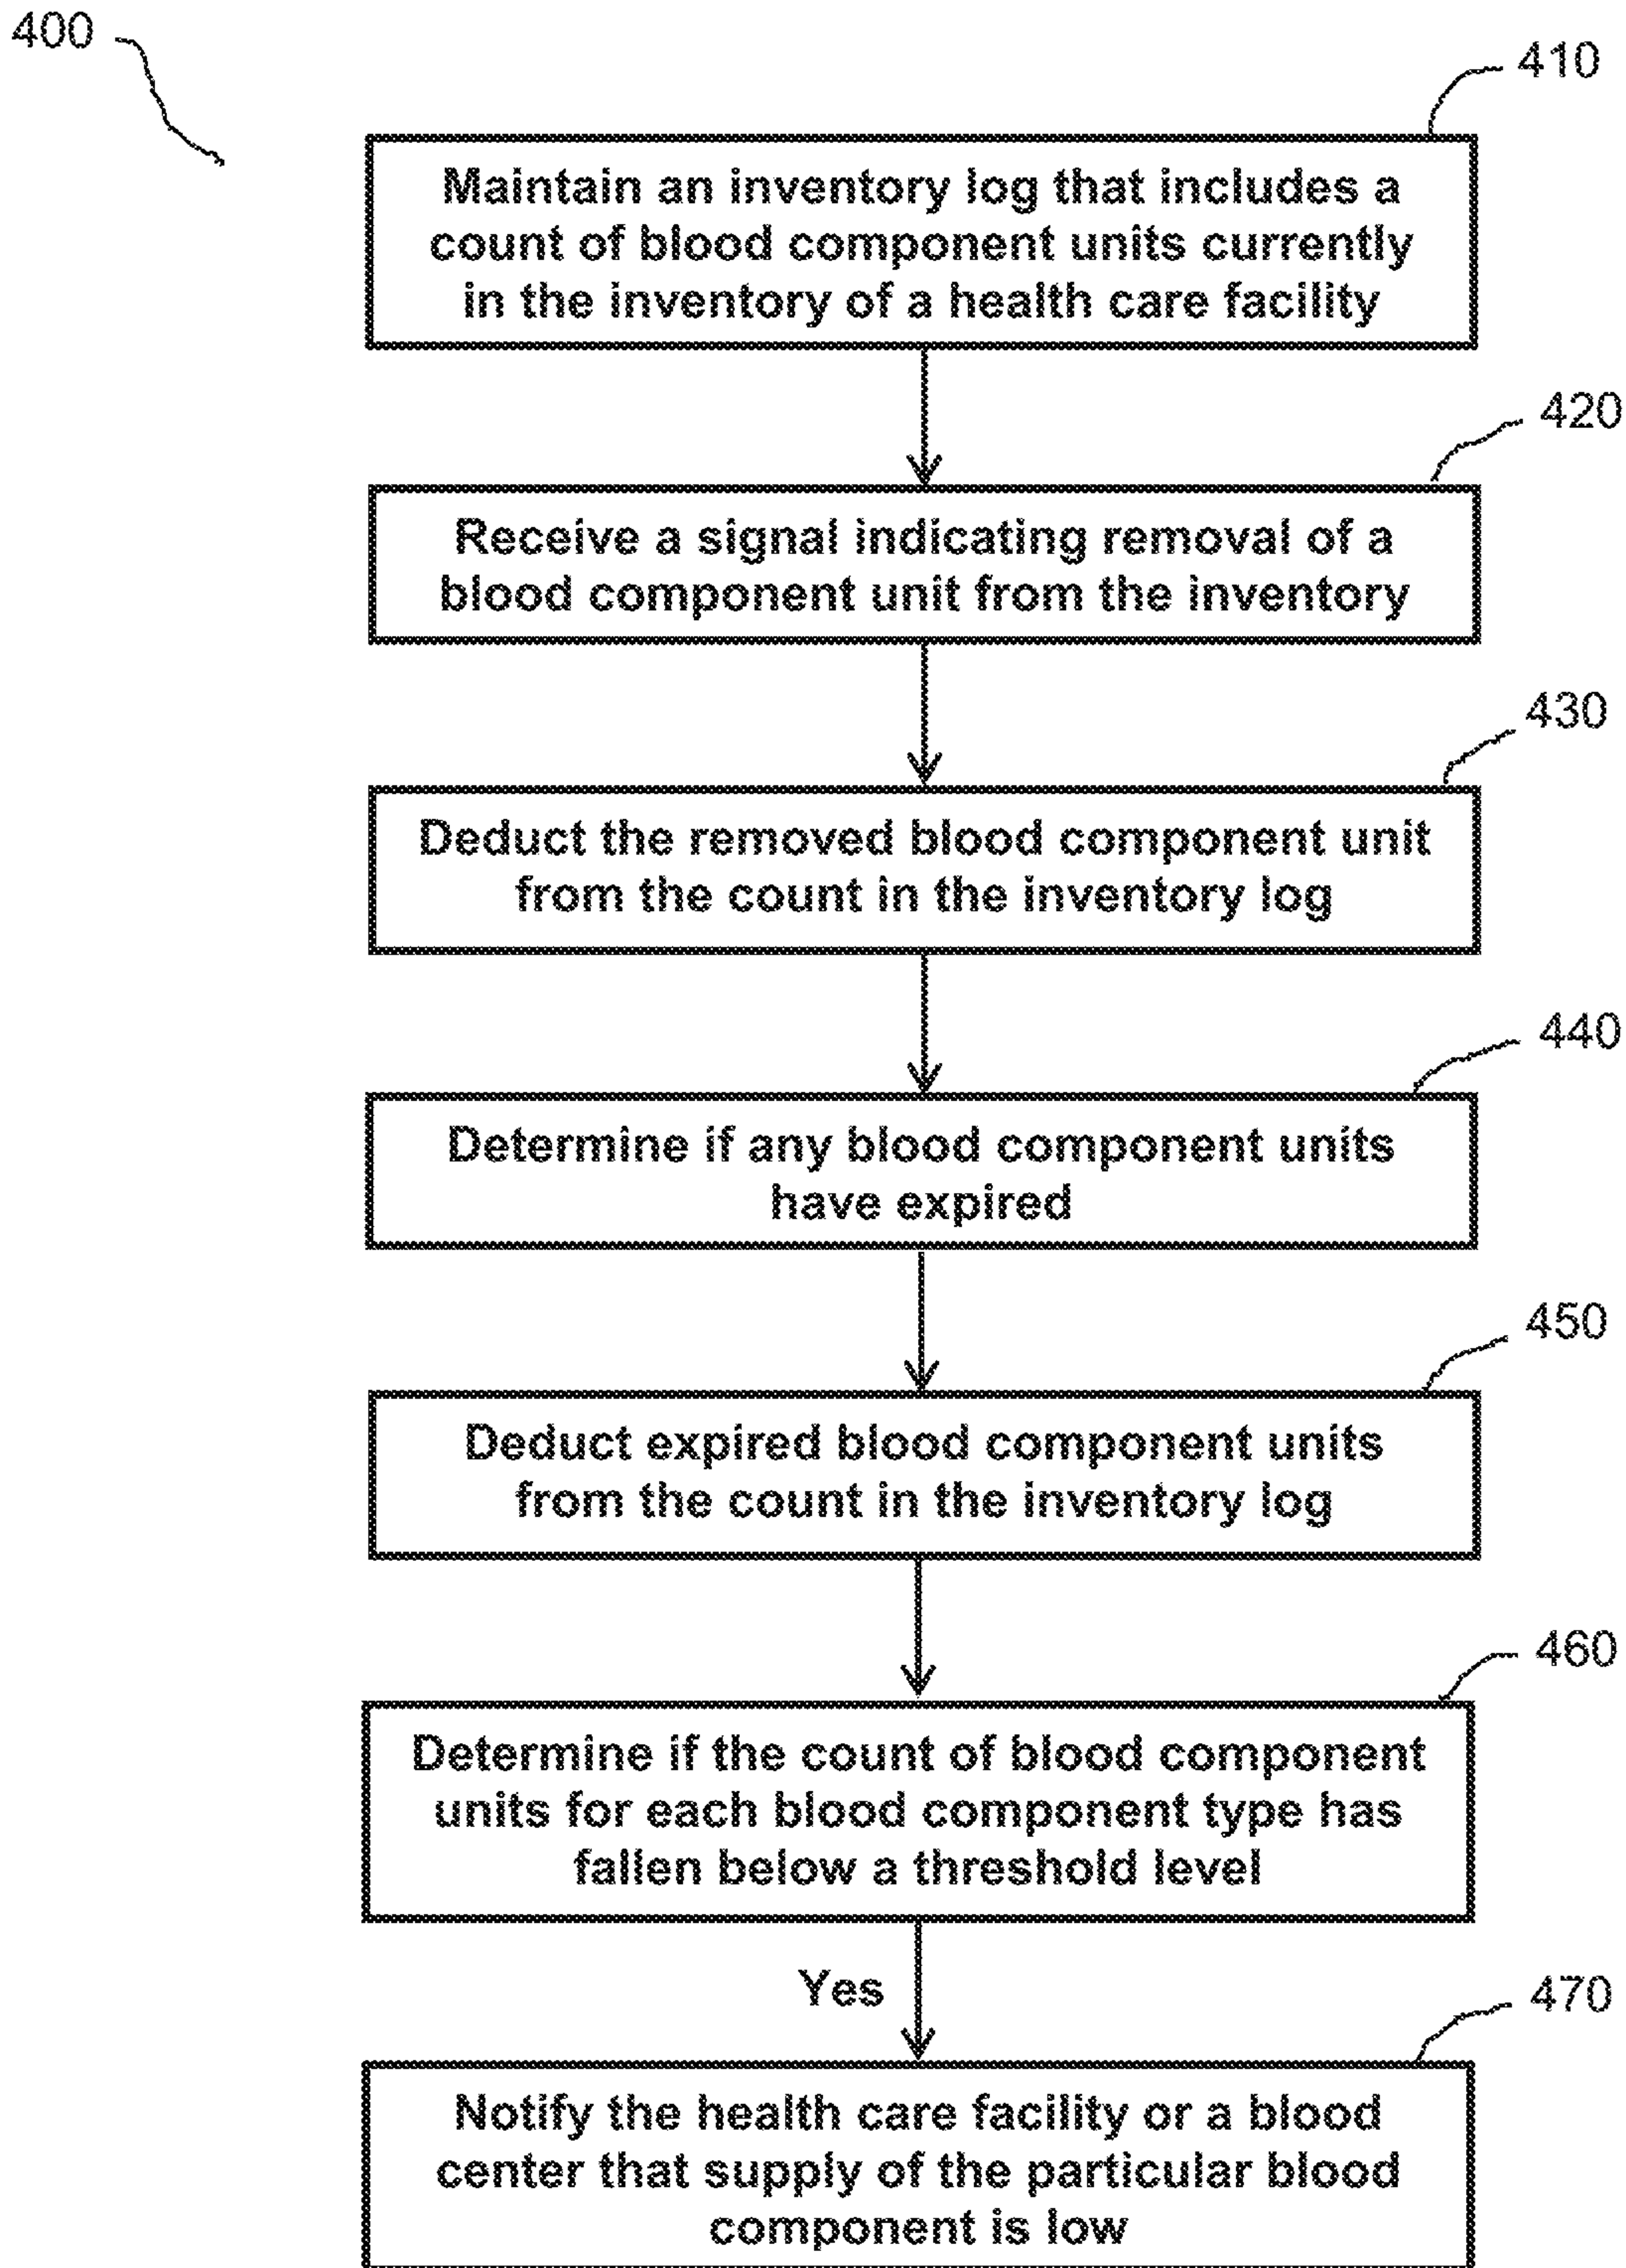 400
410
Maintain an inventory log that includes a
count of blood component units currently
in the inventory of a health care facility
420
Receive a signal indicating removal of a
blood component unit from the inventory
430
Deduct the removed blood component unit
from the count in the inventory log
440
Determine if any blood component units
have expired
450
Deduct expired blood component units
from the count in the inventory log
460
Determine if the count of blood component
units for each blood component type has
fallen below a threshold level
Yes
470
Notify the health care facility or a blood
center that supply of the particular blood
component is low